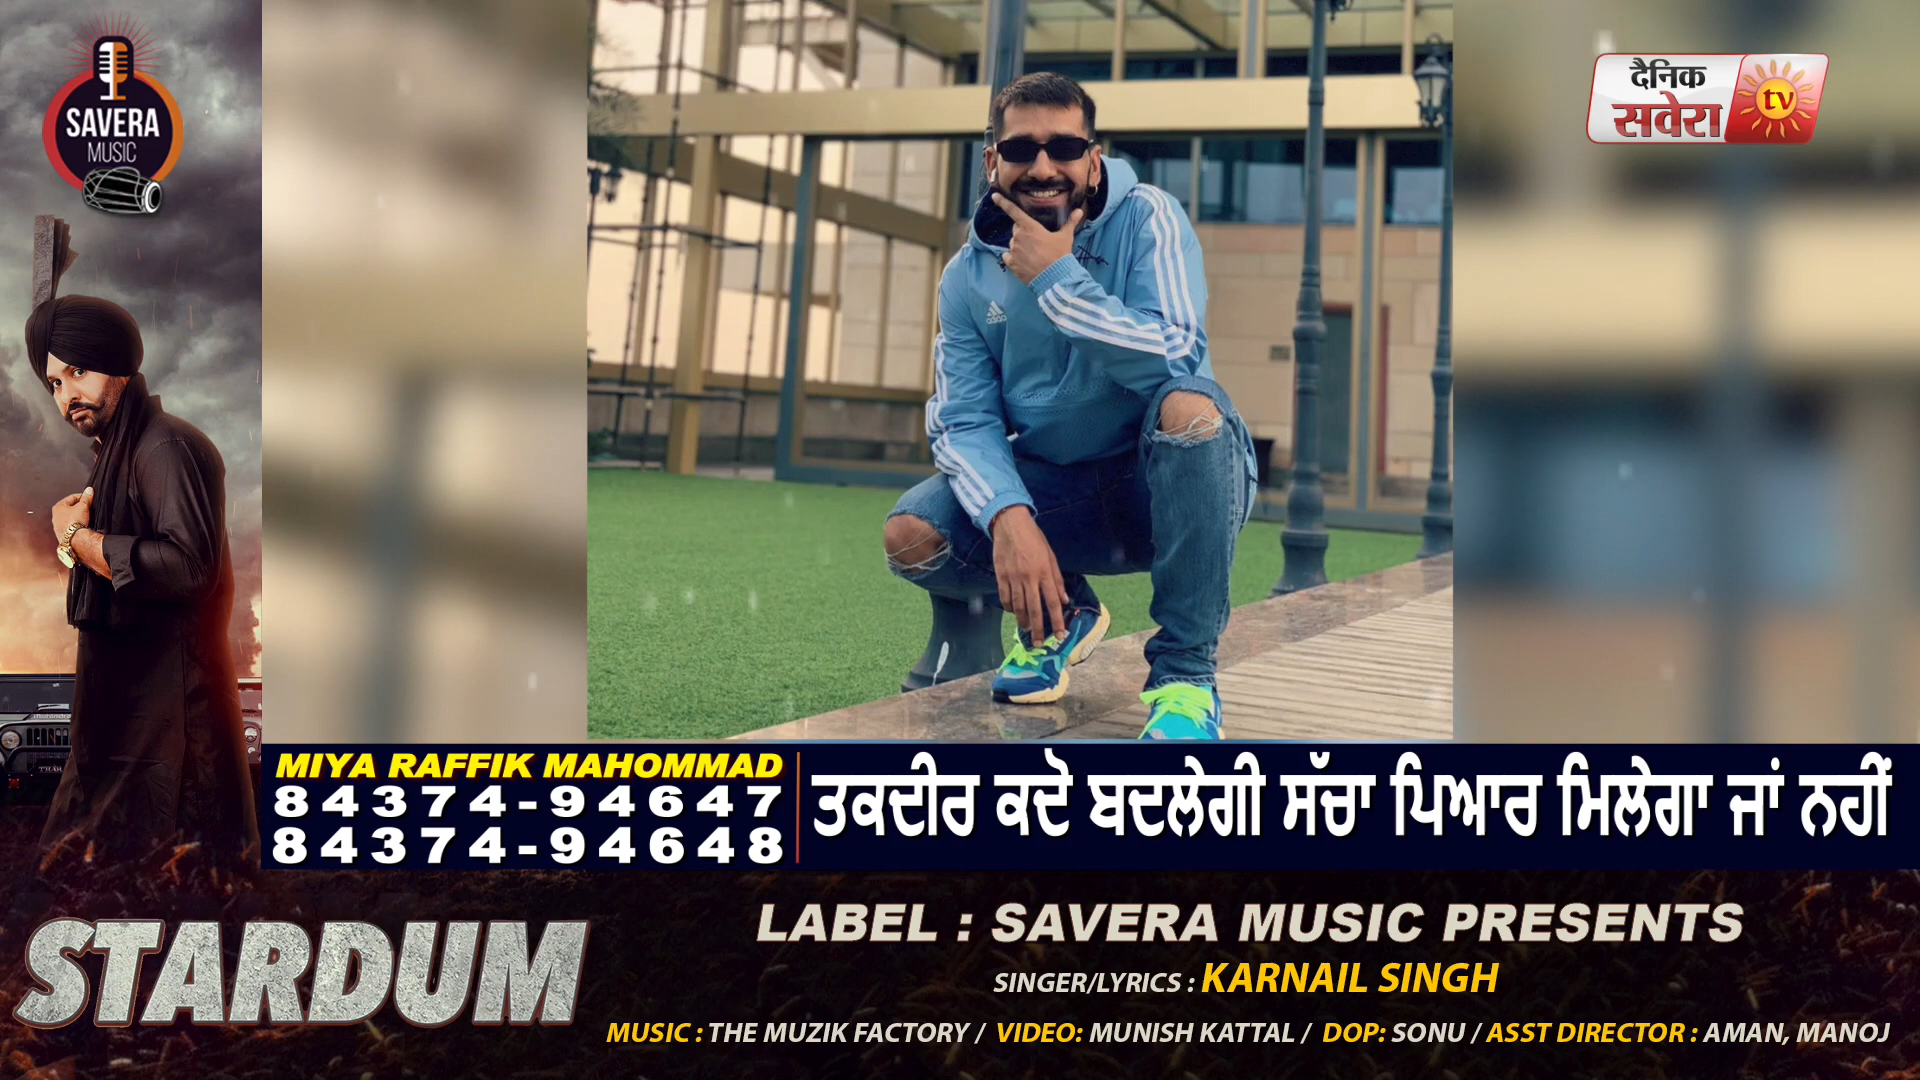 SAVERA
MUSIC
दैनिक
सवेरा
tv
adidas
MIYA RAFFIK MAHOMMAD
84374-94647
84374-94648
ਤਕਦੀਰ ਕਦੋ ਬਦਲੇਗੀ ਸੱਚਾ ਪਿਆਰ ਮਿਲੇਗਾ ਜਾਂ ਨਹੀਂ
STARDUM
LABEL : SAVERA MUSIC PRESENTS
SINGER/LYRICS : KARNAIL SINGH
MUSIC : THE MUZIK FACTORY / VIDEO: MUNISH KATTAL / DOP: SONU / ASST DIRECTOR : AMAN, MANOJ